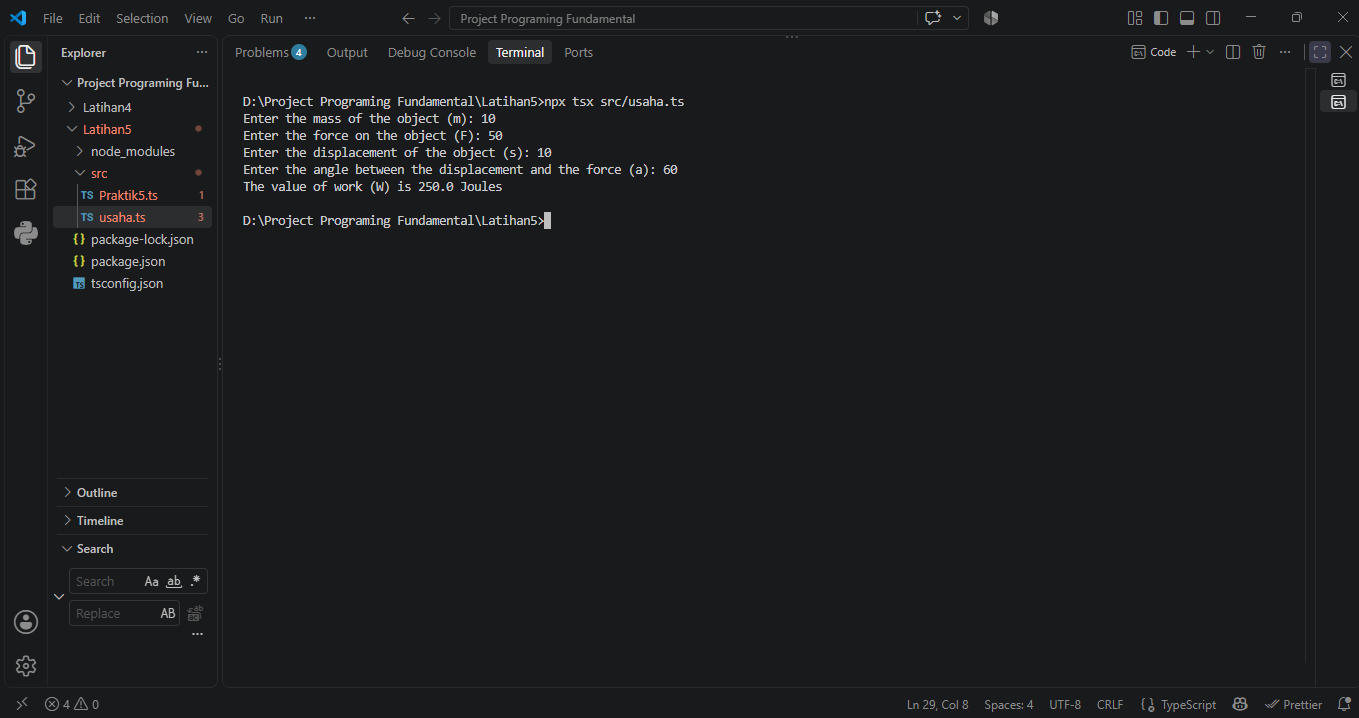 File Edit Selection View Go Run ··· Project Programing Fundamental
Explorer ···
Project Programing Fu...
Latihan4
Latihan5
node_modules
src
TS Praktik5.ts 1
TS usaha.ts 3
{} package-lock.json
{} package.json
TS tsconfig.json
Outline
Timeline
Search
Search Aa ab .*
Replace AB
···
Problems 4 Output Debug Console Terminal Ports Code ···
D:\Project Programing Fundamental\Latihan5>npx tsx src/usaha.ts
Enter the mass of the object (m): 10
Enter the force on the object (F): 50
Enter the displacement of the object (s): 10
Enter the angle between the displacement and the force (a): 60
The value of work (W) is 250.0 Joules
D:\Project Programing Fundamental\Latihan5>
4 0 Ln 29, Col 8 Spaces: 4 UTF-8 CRLF {} TypeScript Prettier